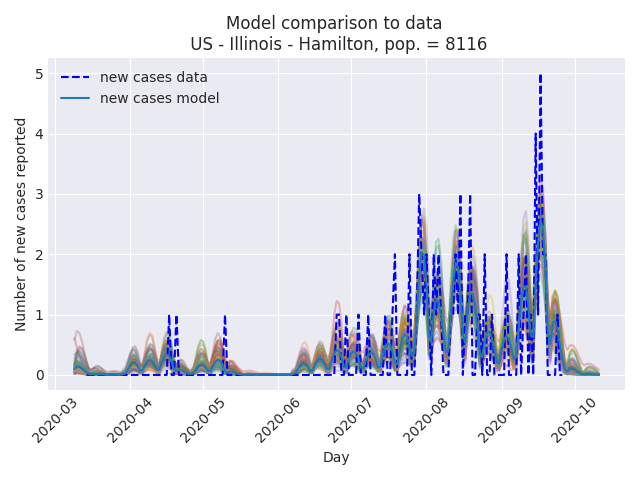 Model comparison to data
US - Illinois - Hamilton, pop. = 8116
new cases data
new cases model
Number of new cases reported
5
4
3
2
1
0
2020-03
2020-04
2020-05
2020-06
2020-07
2020-08
2020-09
2020-10
Day